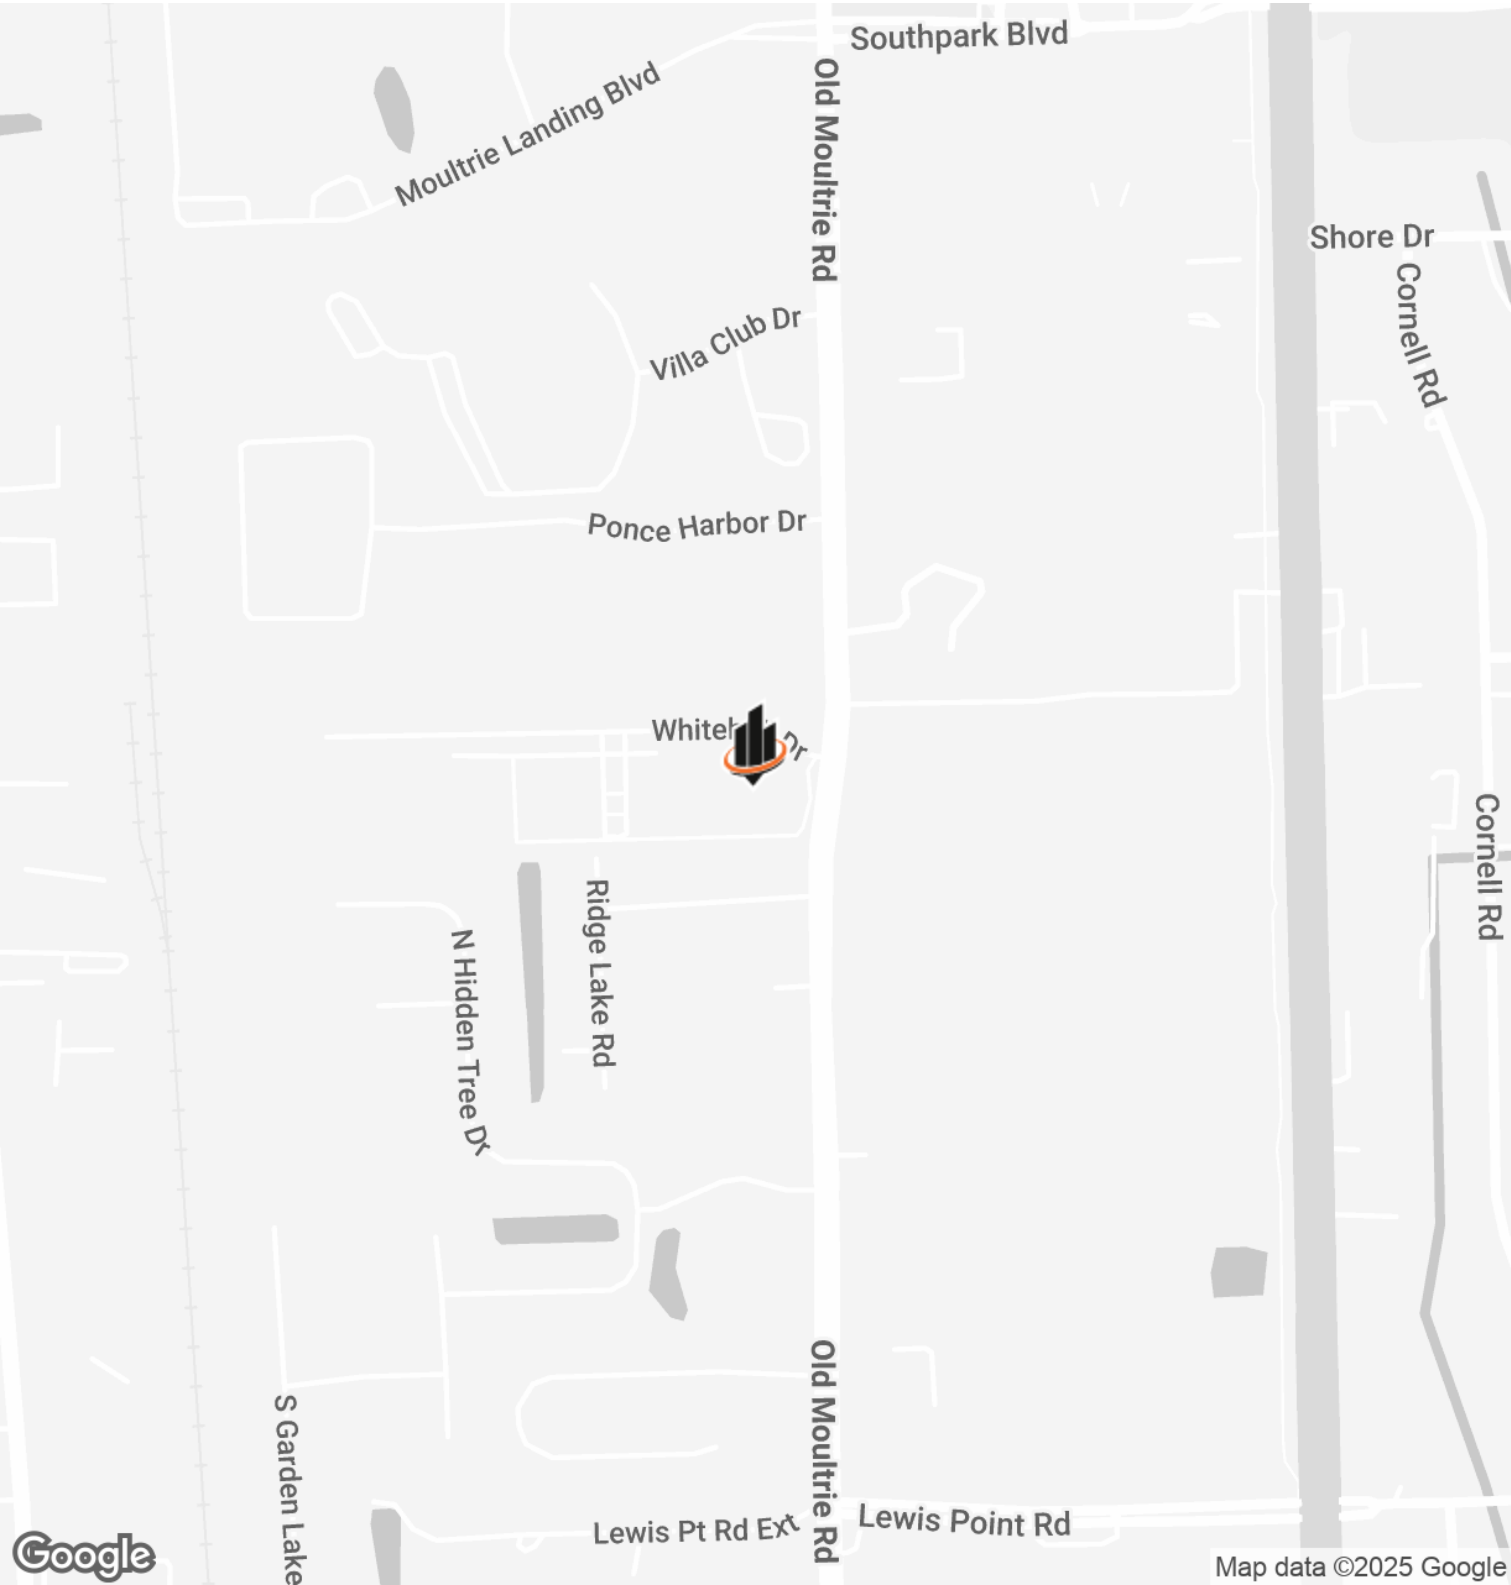 Southpark Blvd
Moultrie Landing Blvd
Old Moultrie Rd
Shore Dr
Cornell Rd
Villa Club Dr
Ponce Harbor Dr
Dr
Cornell Rd
Ridge Lake Rd
N Hidden Tree Dr
S Garden Lake
Old Moultrie Rd
Lewis Pt Rd Ext
Lewis Point Rd
Google
Map data ©2025 Google